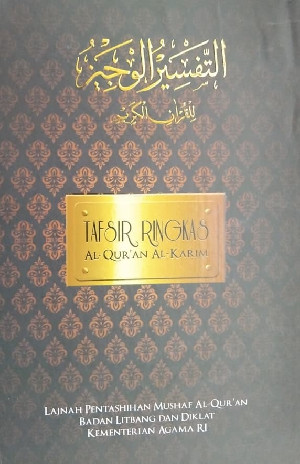 التفسير الوجيز
للقرآن الكريم
TAFSIR RINGKAS
AL-QUR'AN AL-KARIM
LAJNAH PENTASHIHAN MUSHAF AL-QUR'AN
BADAN LITBANG DAN DIKLAT
KEMENTERIAN AGAMA RI